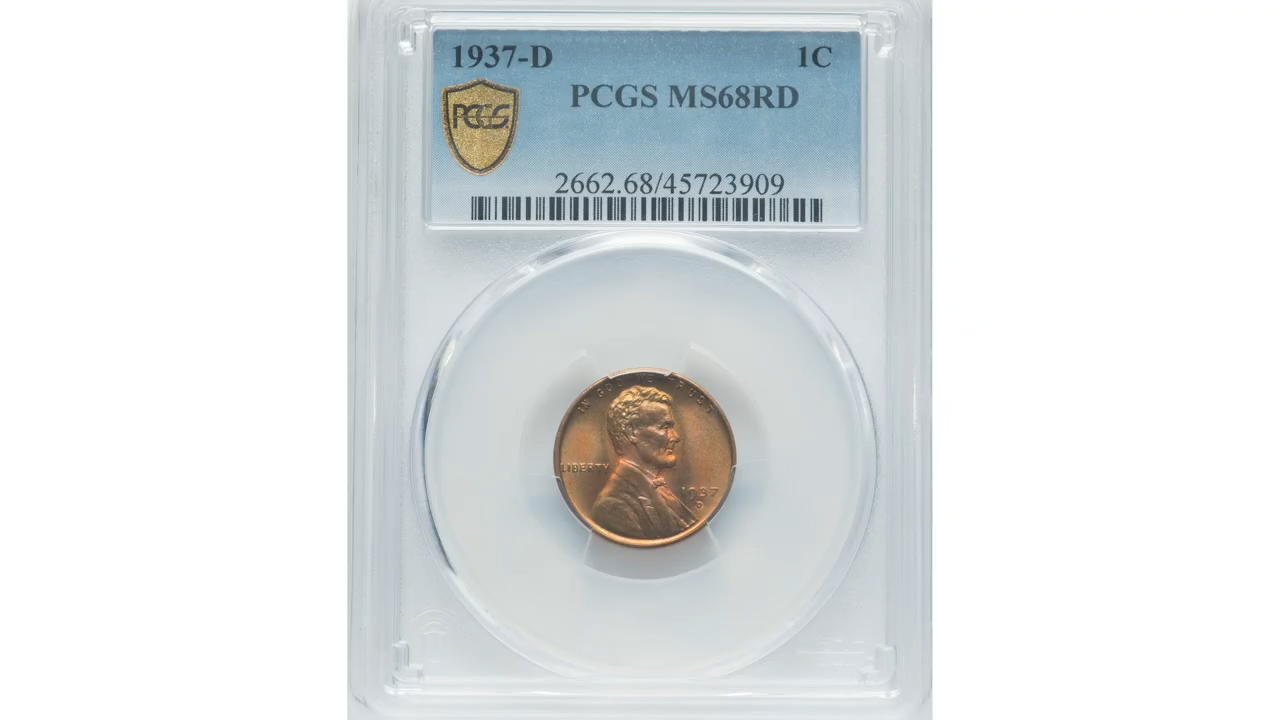 1937-D 1C
PCGS MS68RD
PCGS
2662.68/45723909
IN GOD WE TRUST
LIBERTY
1937
D